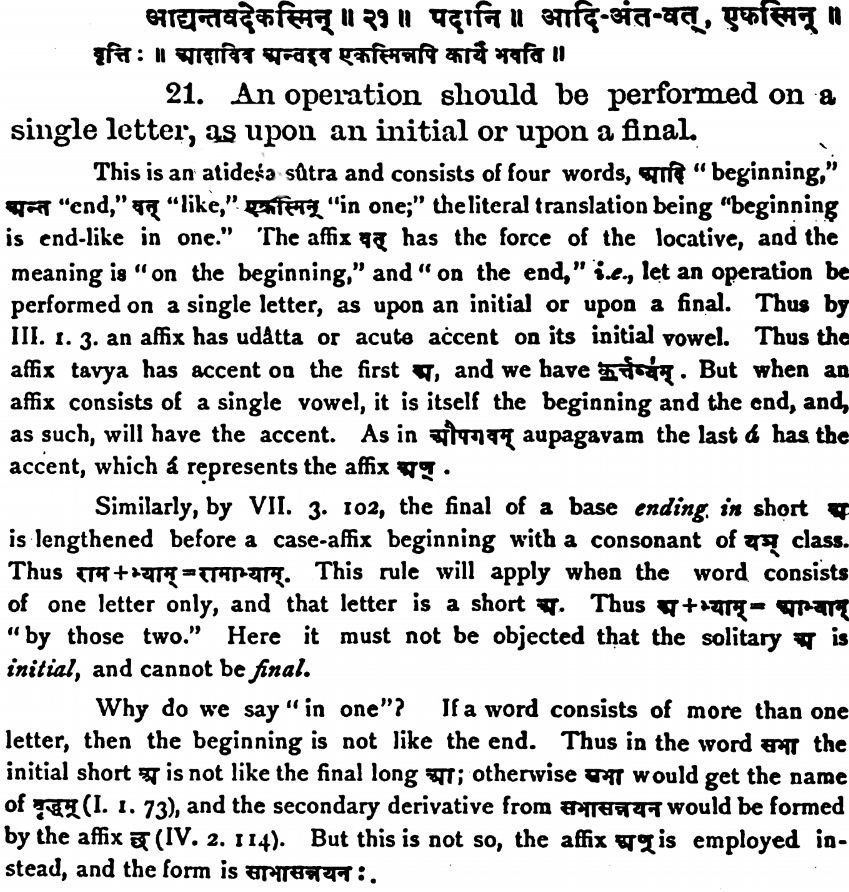 आद्यन्तवदेकस्मिन् ॥ २१ ॥ पदानि ॥ आदि-अंत-वत्, एकस्मिन् ॥
वृत्तिः ॥ आदाविव अन्तइव एकस्मिन्नपि कार्यं भवति ॥
21. An operation should be performed on a
single letter, as upon an initial or upon a final.
This is an atideśa sûtra and consists of four words, आदि “ beginning,”
अन्त “end,” वत् “like,” एकस्मिन् “in one;” theliteral translation being “beginning
is end-like in one.” The affix वत् has the force of the locative, and the
meaning is “ on the beginning,” and “ on the end,” i.e., let an operation be
performed on a single letter, as upon an initial or upon a final. Thus by
III. 1. 3. an affix has udâtta or acute accent on its initial vowel. Thus the
affix tavya has accent on the first अ, and we have कर्त्तव्यम् . But when an
affix consists of a single vowel, it is itself the beginning and the end, and,
as such, will have the accent. As in औपगवम् aupagavam the last á has the
accent, which á represents the affix अण् .
Similarly, by VII. 3. 102, the final of a base ending in short अ
is lengthened before a case-affix beginning with a consonant of यञ् class.
Thus राम+भ्याम्=रामाभ्याम्. This rule will apply when the word consists
of one letter only, and that letter is a short अ. Thus अ+भ्याम्= आभ्याम्
“ by those two.” Here it must not be objected that the solitary अ is
initial, and cannot be final.
Why do we say “ in one”? If a word consists of more than one
letter, then the beginning is not like the end. Thus in the word सभा the
initial short अ is not like the final long आ; otherwise सभा would get the name
of वृद्धम् (I. 1. 73), and the secondary derivative from सभासन्नयन would be formed
by the affix छ (IV. 2. 114). But this is not so, the affix अण् is employed in-
stead, and the form is साभासन्नयनः.